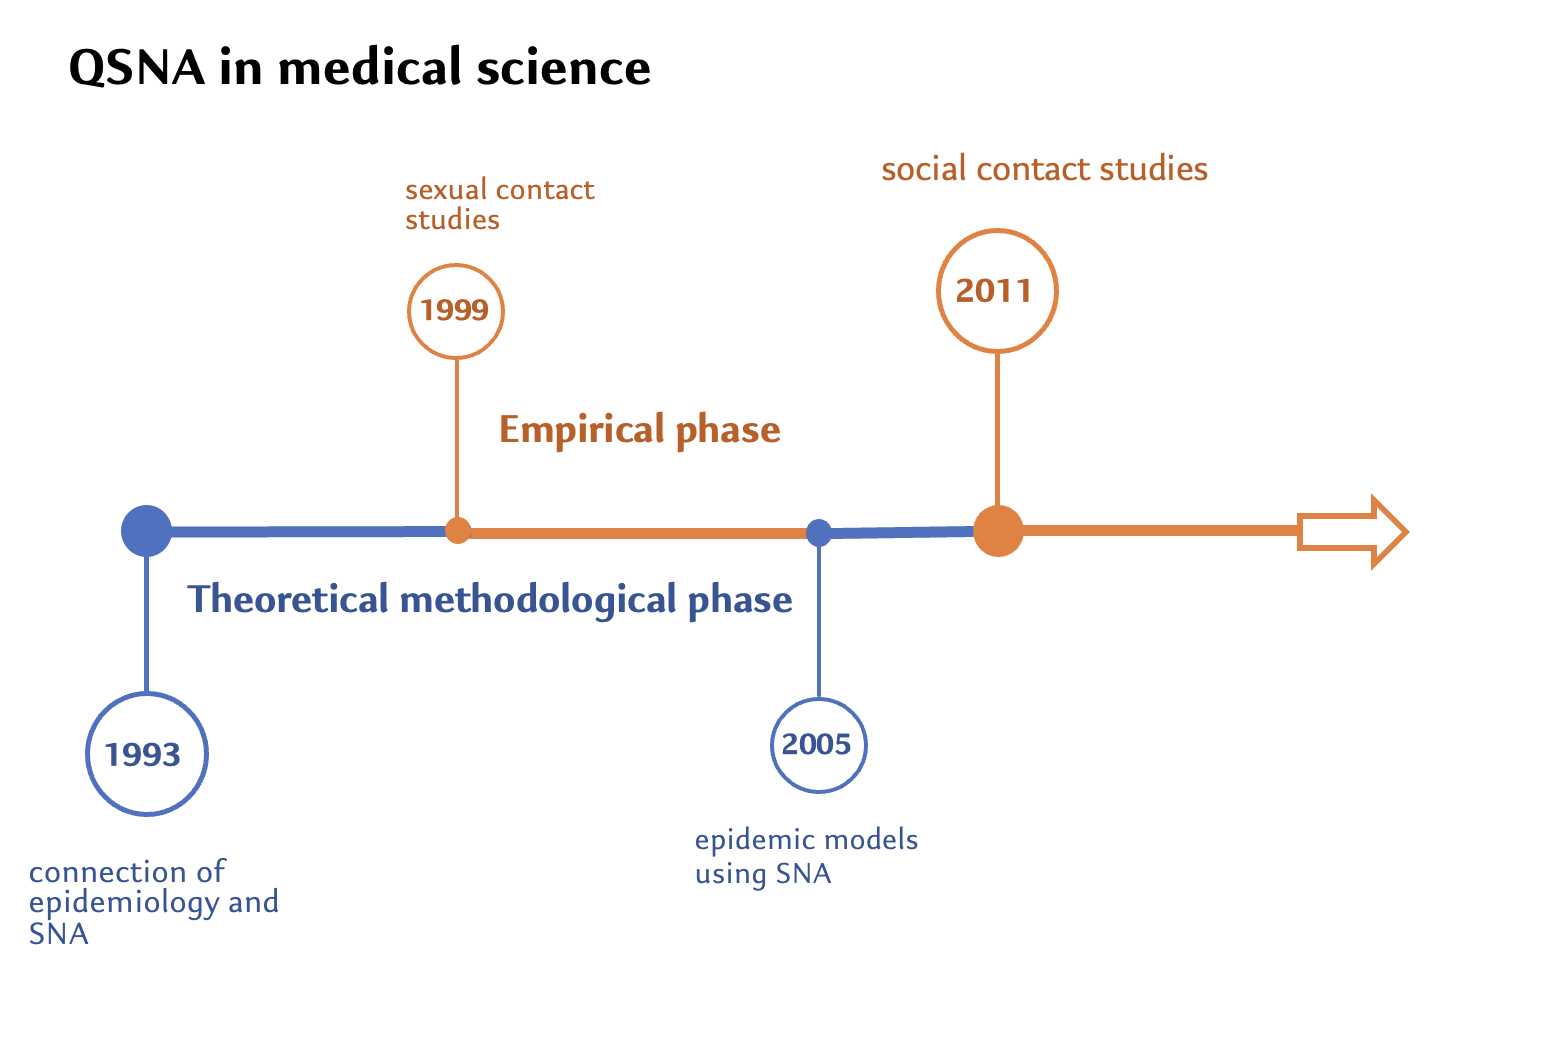 QSNA in medical science
social contact studies
sexual contact
studies
2011
1999
Empirical phase
Theoretical methodological phase
1993
2005
epidemic models
using SNA
connection of
epidemiology and
SNA